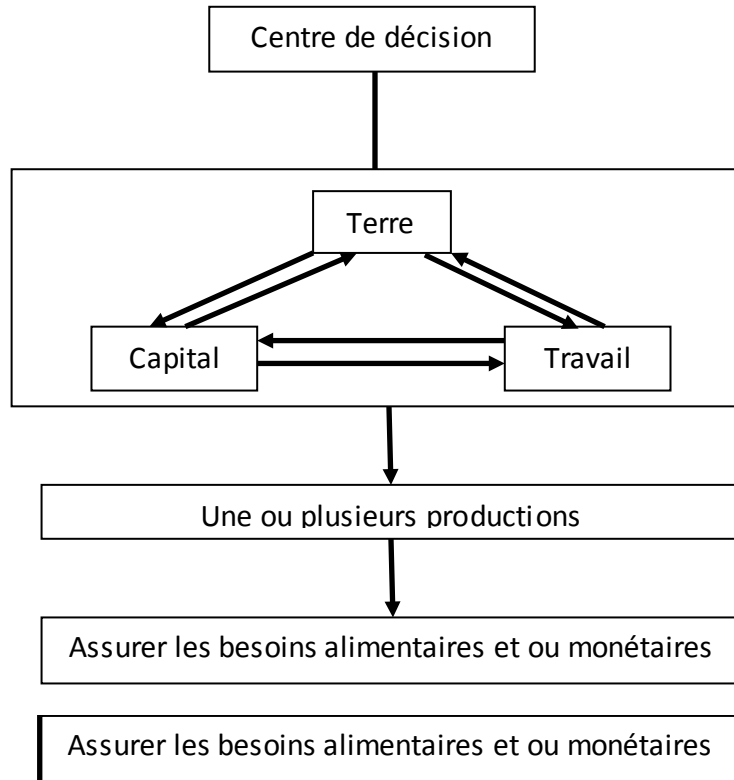 Centre de décision
Terre
Capital
Travail
Une ou plusieurs productions
Assurer les besoins alimentaires et ou monétaires
Assurer les besoins alimentaires et ou monétaires